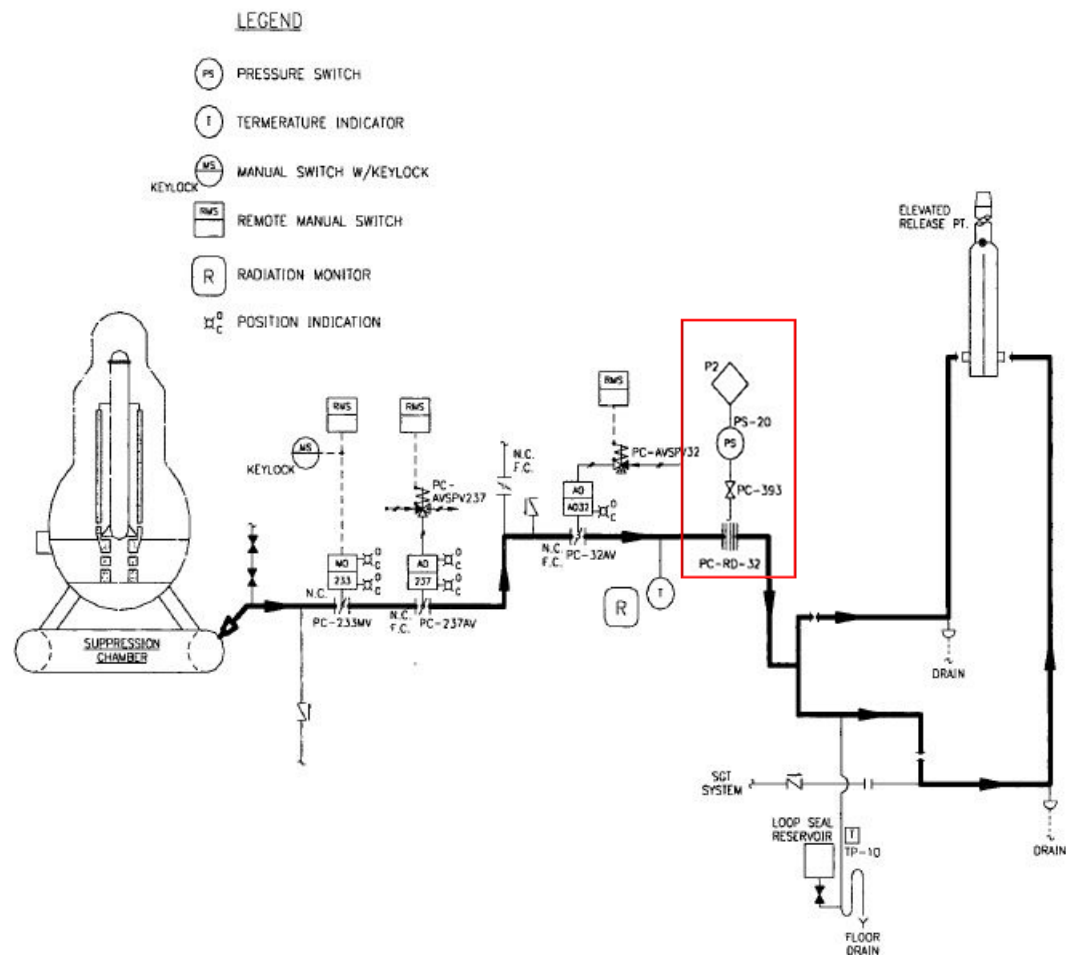 LEGEND
PS PRESSURE SWITCH
T TERMERATURE INDICATOR
MS MANUAL SWITCH W/KEYLOCK
KEYLOCK
RMS REMOTE MANUAL SWITCH
R RADIATION MONITOR
O
C POSITION INDICATION
ELEVATED
RELEASE PT.
P2
PS-20
PS
PC-393
PC-RD-32
RMS
PC-AVSPV32
AO
AO32
O
C
N.C.
F.C.
PC-32AV
N.C.
F.C.
RMS
RMS
MS
KEYLOCK
PC-
AVSPV237
MO
233
O
C
O
C
N.C.
PC-233MV
AO
237
O
C
O
C
N.C.
F.C.
PC-237AV
R
T
SUPPRESSION
CHAMBER
DRAIN
SGT
SYSTEM
LOOP SEAL
RESERVOIR
T
TP-10
DRAIN
FLOOR
DRAIN